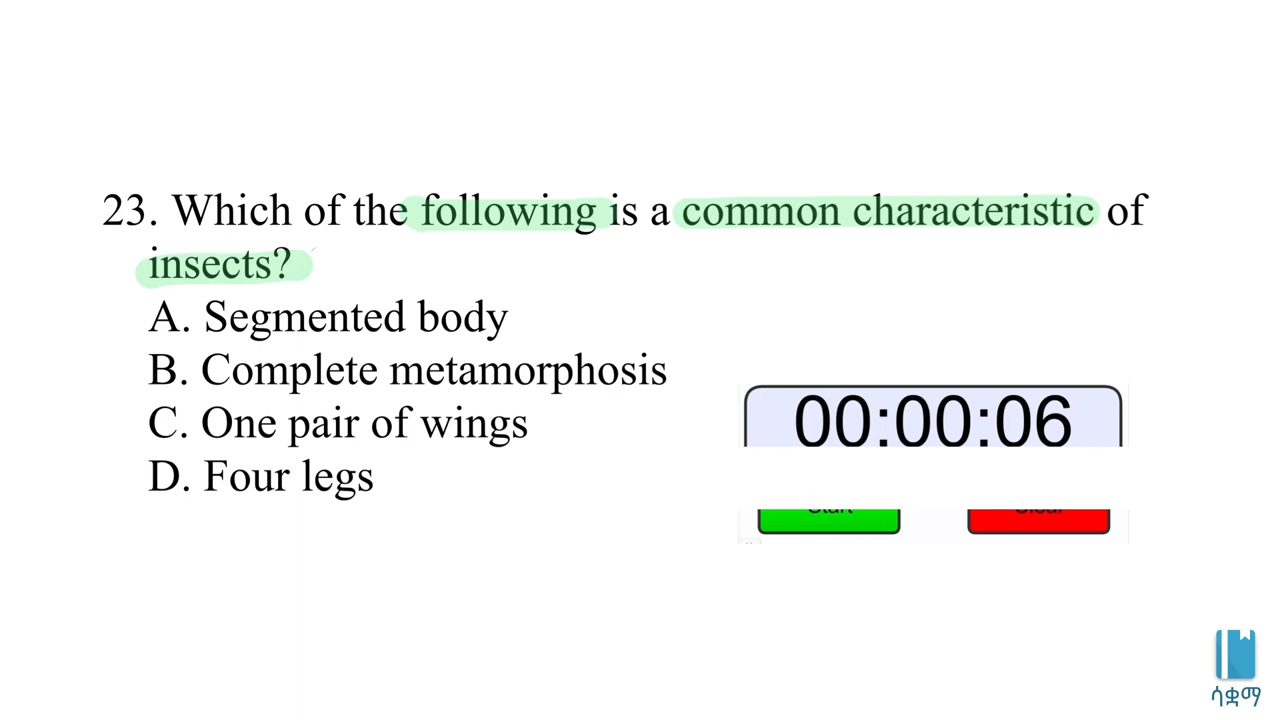 23. Which of the following is a common characteristic of
insects?
A. Segmented body
B. Complete metamorphosis
C. One pair of wings
D. Four legs
00:00:06
Start
Clear
ሳቋማ